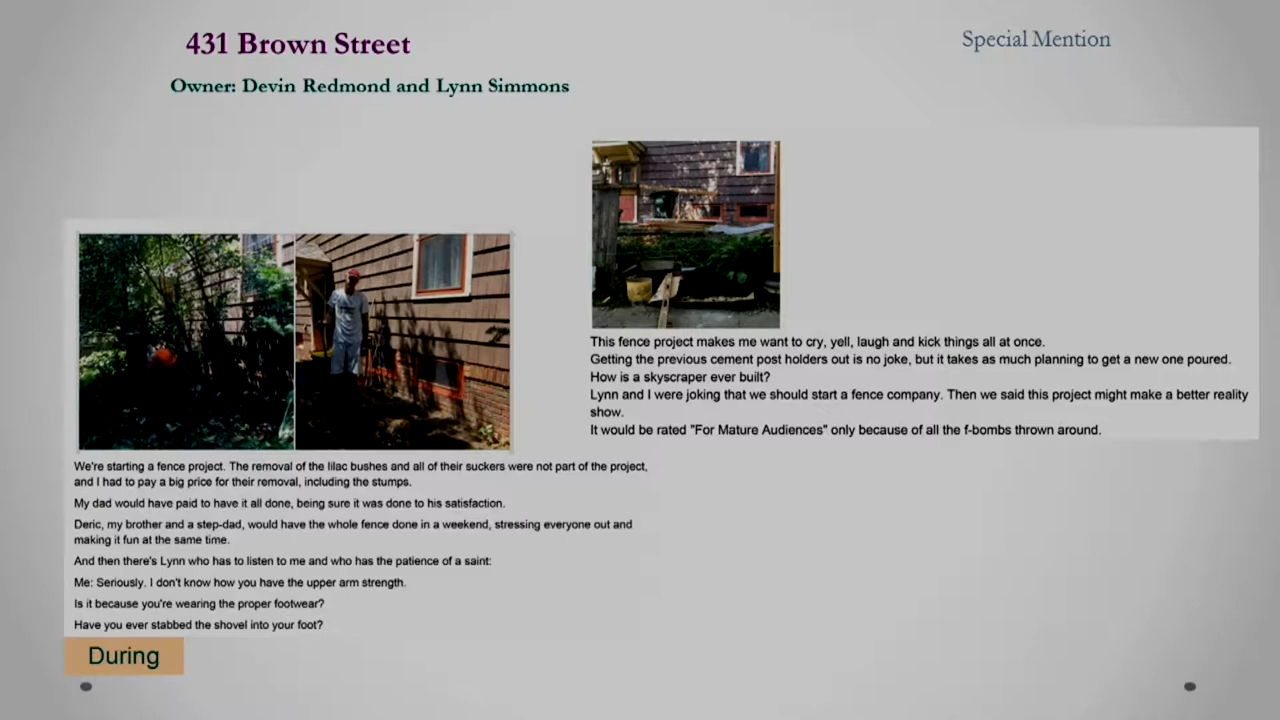 431 Brown Street
Special Mention
Owner: Devin Redmond and Lynn Simmons
This fence project makes me want to cry, yell, laugh and kick things all at once.
Getting the previous cement post holders out is no joke, but it takes as much planning to get a new one poured.
How is a skyscraper ever built?
Lynn and I were joking that we should start a fence company. Then we said this project might make a better reality
show.
It would be rated "For Mature Audiences" only because of all the f-bombs thrown around.
We're starting a fence project. The removal of the lilac bushes and all of their suckers were not part of the project,
and I had to pay a big price for their removal, including the stumps.
My dad would have paid to have it all done, being sure it was done to his satisfaction.
Deric, my brother and a step-dad, would have the whole fence done in a weekend, stressing everyone out and
making it fun at the same time.
And then there's Lynn who has to listen to me and who has the patience of a saint:
Me: Seriously. I don't know how you have the upper arm strength.
Is it because you're wearing the proper footwear?
Have you ever stabbed the shovel into your foot?
During